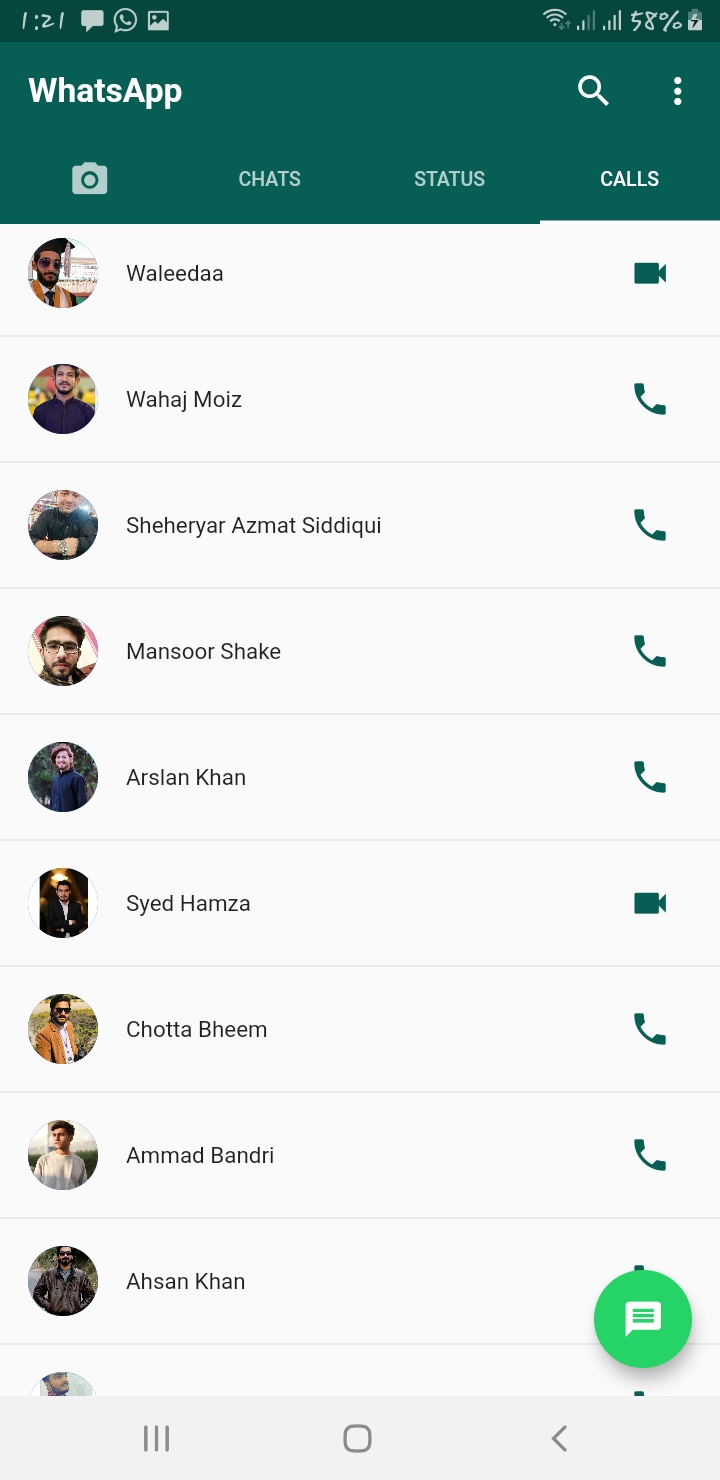 1:21 58%
WhatsApp
CHATS STATUS CALLS
Waleedaa
Wahaj Moiz
Sheheryar Azmat Siddiqui
Mansoor Shake
Arslan Khan
Syed Hamza
Chotta Bheem
Ammad Bandri
Ahsan Khan